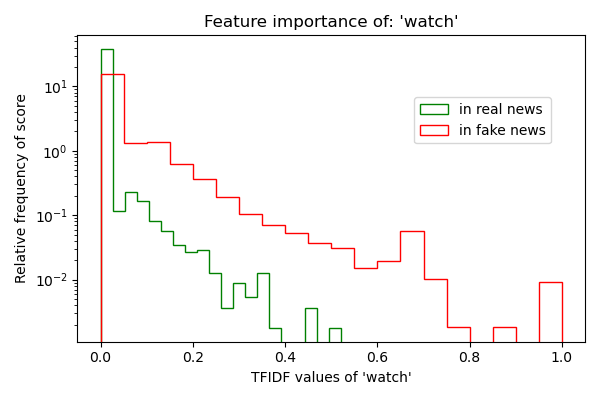 Feature importance of: 'watch'
Relative frequency of score
10¹
10⁰
10⁻¹
10⁻²
in real news
in fake news
0.0 0.2 0.4 0.6 0.8 1.0
TFIDF values of 'watch'